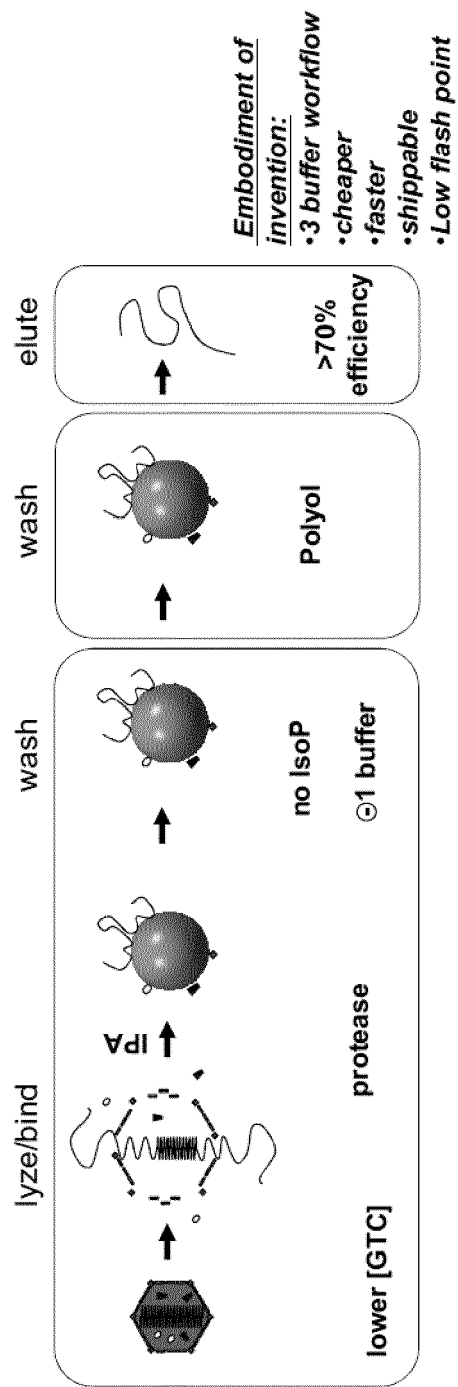 lyze/bind
wash
wash
elute
IPA
lower [GTC]
protease
no IsoP
⊖1 buffer
Polyol
>70%
efficiency
Embodiment of
invention:
•3 buffer workflow
•cheaper
•faster
•shippable
•Low flash point